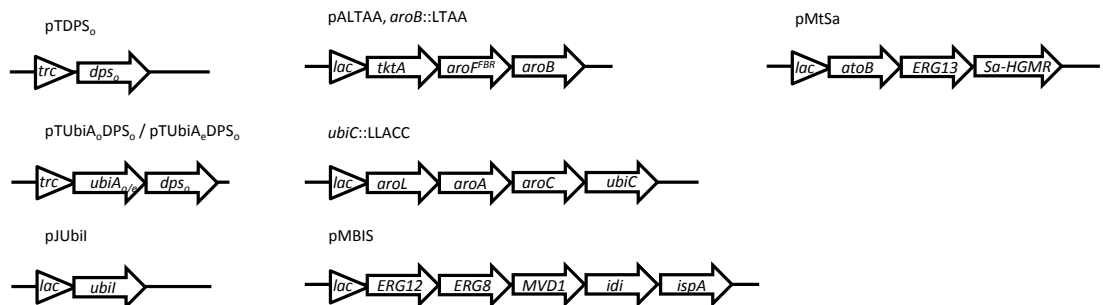 pTDPSₒ
trc dpsₒ
pTUbiAₒDPSₒ / pTUbiAₑDPSₒ
trc ubiAₒ/ₑ dpsₒ
pJUbiI
lac ubiI
pALTAA, aroB::LTAA
lac tktA aroFᶠᴮᴿ aroB
ubiC::LLACC
lac aroL aroA aroC ubiC
pMBIS
lac ERG12 ERG8 MVD1 idi ispA
pMtSa
lac atoB ERG13 Sa-HGMR